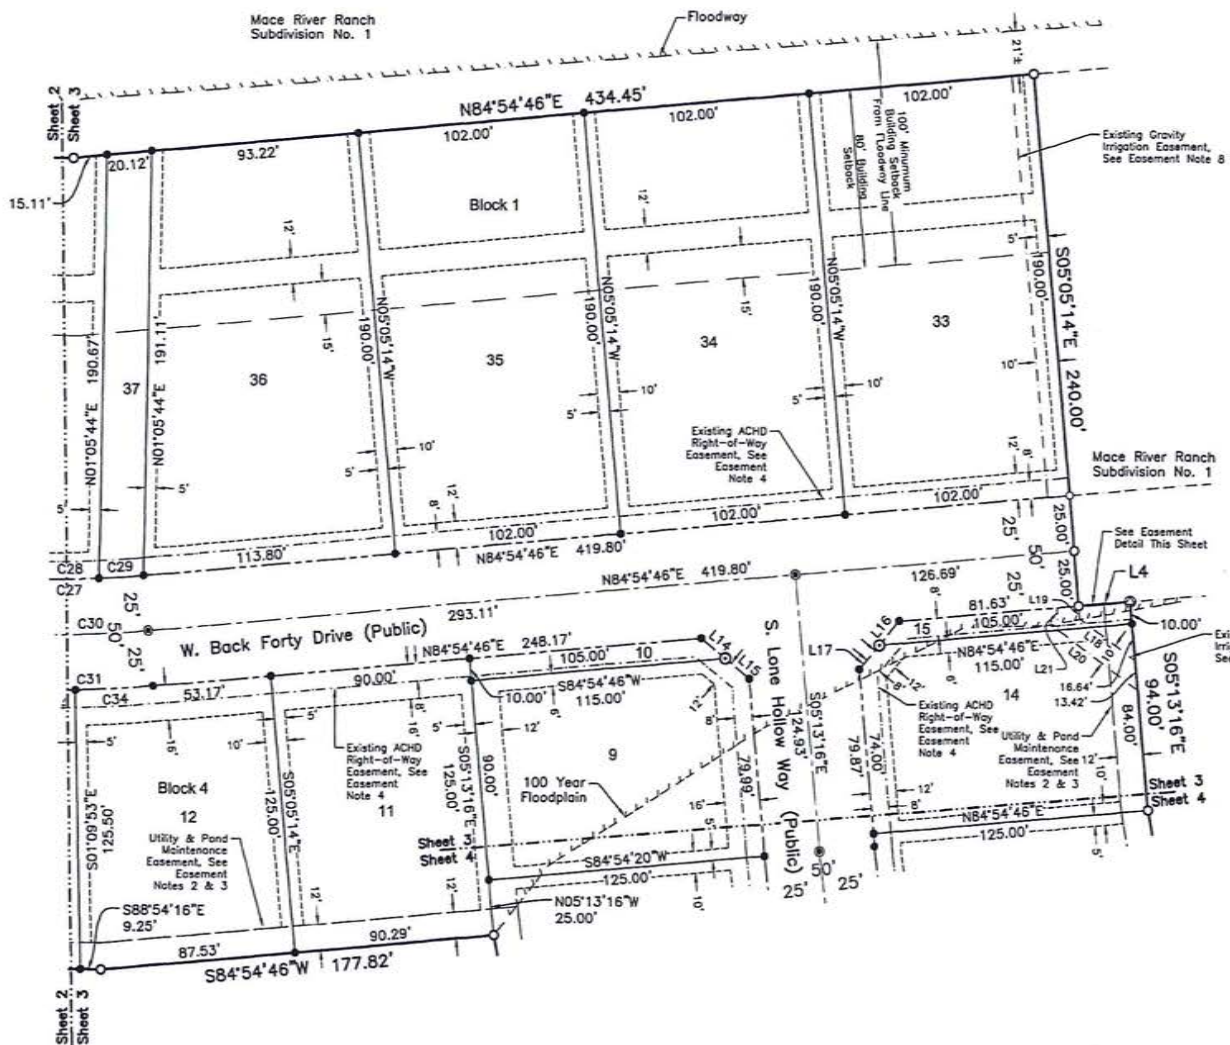 Mace River Ranch
Subdivision No. 1
Floodway
21'±
Sheet 2
Sheet 3
N84°54'46"E 434.45'
20.12'
93.22'
102.00'
102.00'
102.00'
15.11'
100' Minimum
Building Setback
From Floodway Line
80' Building
Setback
Existing Gravity
Irrigation Easement,
See Easement Note 8
Block 1
12'
12'
15'
15'
5'
N01°05'44"E 190.67'
37
N01°05'44"E 191.11'
36
190.00'
N05°05'14"W
35
190.00'
N05°05'14"W
34
190.00'
N05°05'14"W
33
190.00'
S05°05'14"E 240.00'
10'
5'
10'
5'
10'
5'
10'
5'
5'
Existing ACHD
Right-of-Way
Easement, See
Easement
Note 4
Mace River Ranch
Subdivision No. 1
8'
12'
12'
8'
C28
C29
C27
113.80'
102.00'
102.00'
102.00'
N84°54'46"E 419.80'
25'
50'
25'
25.00'
25.00'
See Easement
Detail This Sheet
L4
N84°54'46"E 419.80'
126.69'
293.11'
C30
25'
50'
25'
W. Back Forty Drive (Public)
N84°54'46"E 248.17'
L14
L15
L16
L17
L19
81.63'
8'
15
105.00'
L18
L20
L21
10.00'
N84°54'46"E
115.00'
16.64'
13.42'
10'
6'
14
C31
C34
53.17'
90.00'
105.00' 10
S84°54'46"W
115.00'
10.00'
6'
12'
8'
8'
12'
S. Lone Hollow Way (Public)
124.93'
S05°13'16"E
79.99'
79.87'
74.00'
Existing ACHD
Right-of-Way
Easement, See
Easement
Note 4
Utility & Pond
Maintenance
Easement, See
Easement
Notes 2 & 3
12'
10'
84.00'
S05°13'16"E
94.00'
Exi
Irri
Se
5'
16'
10'
5'
8'
16'
12'
Existing ACHD
Right-of-Way
Easement, See
Easement
Note 4
11
Block 4
12
S01°09'53"E
125.50'
S05°05'14"E
125.00'
S05°13'16"E
125.00'
90.00'
9
100 Year
Floodplain
16'
5'
12'
8'
Sheet 3
Sheet 4
N84°54'46"E
125.00'
5'
Utility & Pond
Maintenance
Easement, See
Easement
Notes 2 & 3
12'
12'
Sheet 3
Sheet 4
S84°54'20"W
125.00'
10'
50'
25'
25'
N05°13'16"W
25.00'
S88°54'16"E
9.25'
87.53'
90.29'
S84°54'46"W 177.82'
Sheet 2
Sheet 3